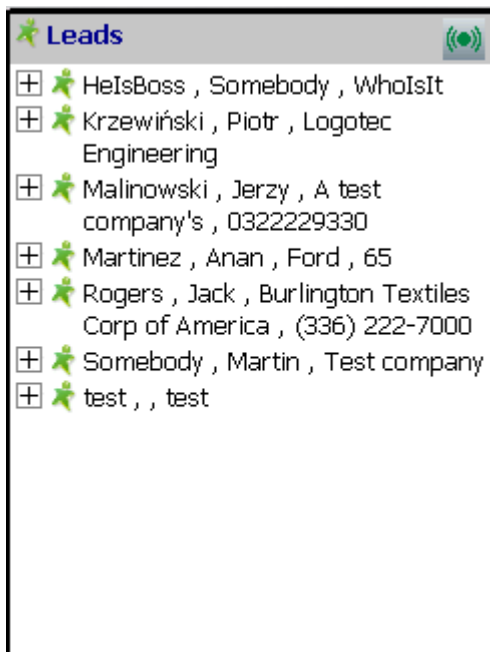 Leads
HeIsBoss , Somebody , WhoIsIt
Krzewiński , Piotr , Logotec
Engineering
Malinowski , Jerzy , A test
company's , 0322229330
Martinez , Anan , Ford , 65
Rogers , Jack , Burlington Textiles
Corp of America , (336) 222-7000
Somebody , Martin , Test company
test , , test